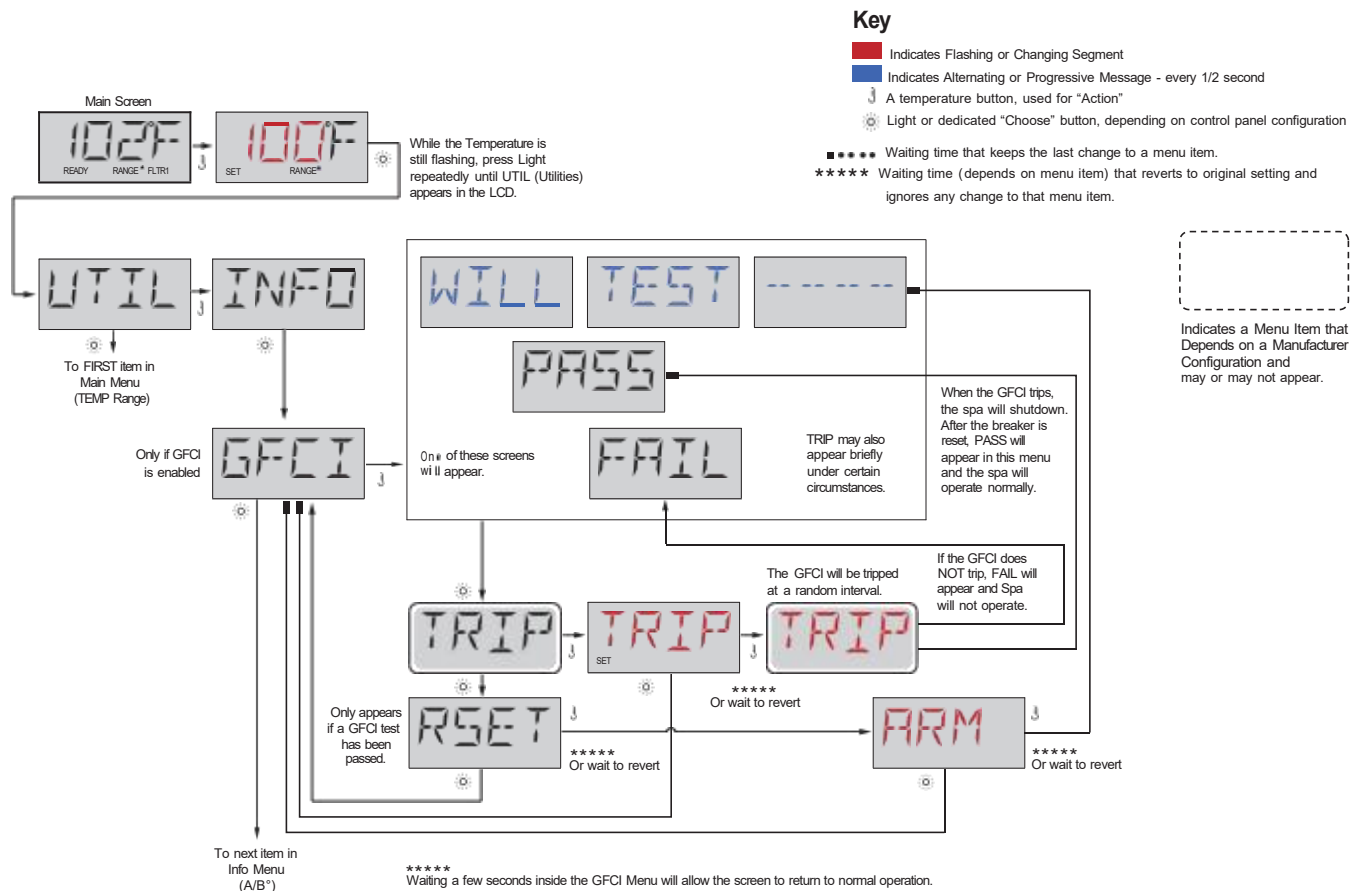 Key
Indicates Flashing or Changing Segment
Indicates Alternating or Progressive Message - every 1/2 second
A temperature button, used for “Action”
Light or dedicated “Choose” button, depending on control panel configuration
Waiting time that keeps the last change to a menu item.
***** Waiting time (depends on menu item) that reverts to original setting and
ignores any change to that menu item.
Main Screen
102°F
READY RANGE* FLTR1
100°F
SET RANGE*
While the Temperature is
still flashing, press Light
repeatedly until UTIL (Utilities)
appears in the LCD.
UTIL
INFO
To FIRST item in
Main Menu
(TEMP Range)
WILL
TEST
-- -- -- --
PASS
FAIL
One of these screens
will appear.
TRIP may also
appear briefly
under certain
circumstances.
When the GFCI trips,
the spa will shutdown.
After the breaker is
reset, PASS will
appear in this menu
and the spa will
operate normally.
Indicates a Menu Item that
Depends on a Manufacturer
Configuration and
may or may not appear.
Only if GFCI
is enabled
GFCI
If the GFCI does
NOT trip, FAIL will
appear and Spa
will not operate.
The GFCI will be tripped
at a random interval.
TRIP
TRIP
SET
TRIP
*****
Or wait to revert
Only appears
if a GFCI test
has been
passed.
RSET
*****
Or wait to revert
ARM
*****
Or wait to revert
To next item in
Info Menu
(A/B°)
*****
Waiting a few seconds inside the GFCI Menu will allow the screen to return to normal operation.